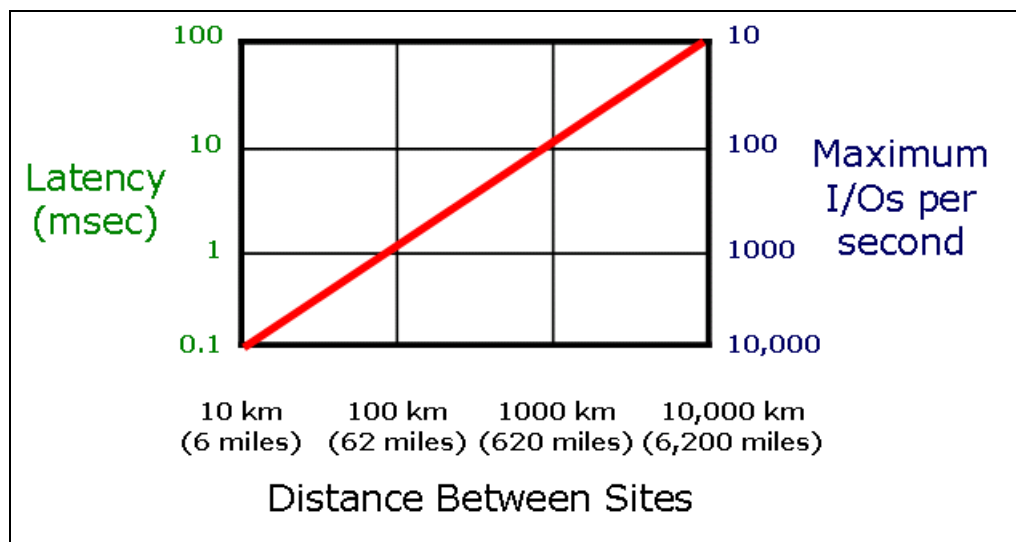 100
10
10
100
Latency
(msec)
Maximum
I/Os per
second
1
1000
0.1
10,000
10 km
(6 miles)
100 km
(62 miles)
1000 km
(620 miles)
10,000 km
(6,200 miles)
Distance Between Sites